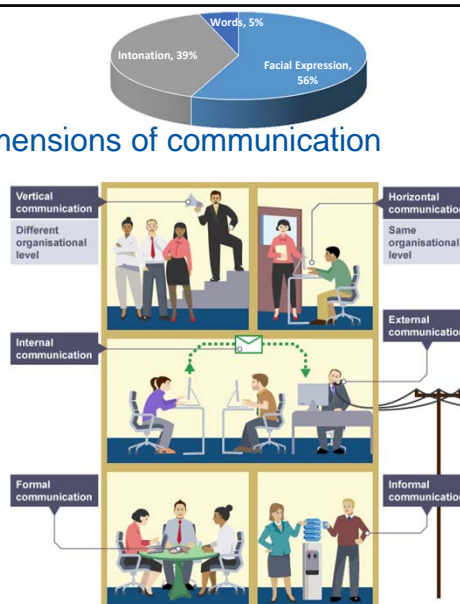 Words, 5%
Intonation, 39%
Facial Expression,
56%
mensions of communication
Vertical
communication
Different
organisational
level
Horizontal
communication
Same
organisational
level
Internal
communication
External
communication
Formal
communication
Informal
communication